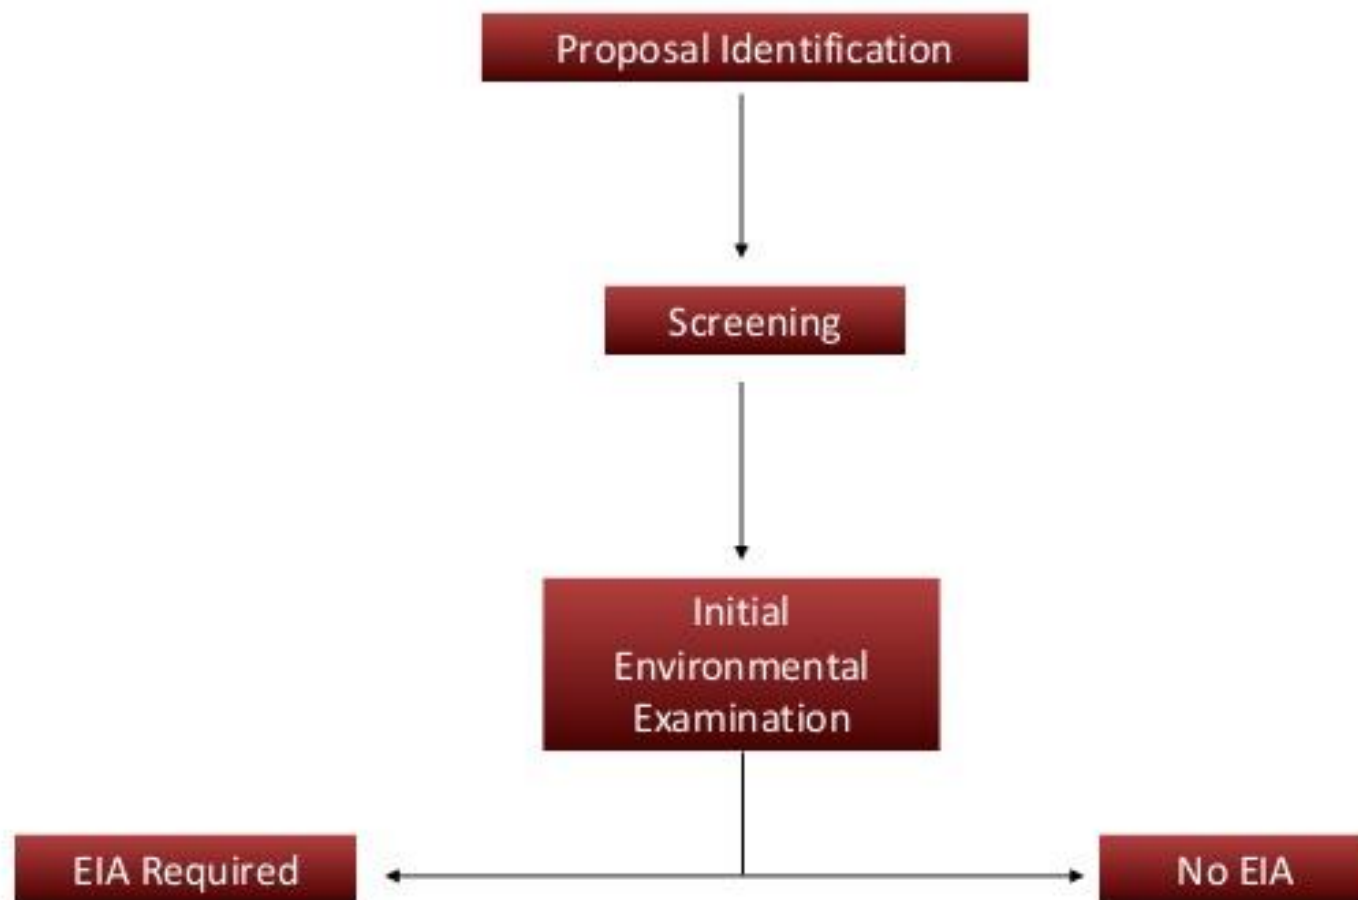 Proposal Identification
Screening
Initial
Environmental
Examination
EIA Required
No EIA